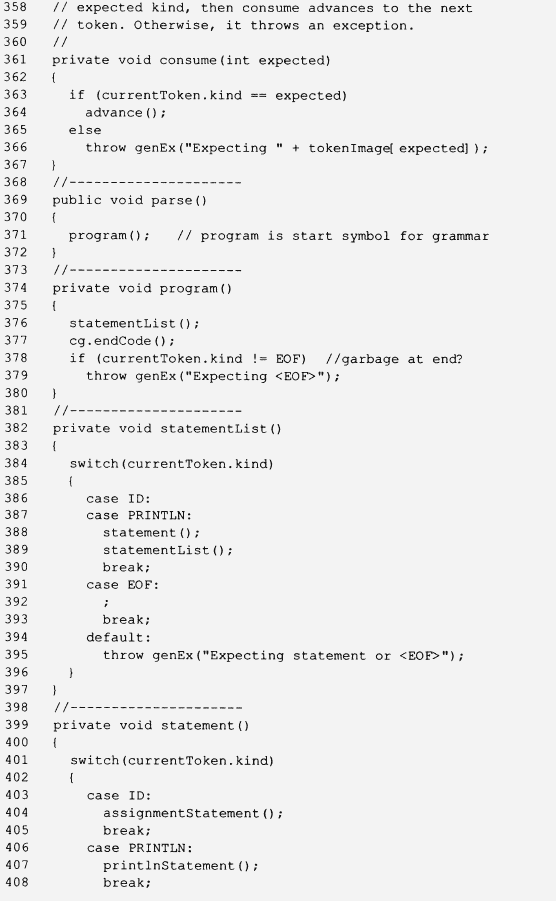 358 // expected kind, then consume advances to the next
359 // token. Otherwise, it throws an exception.
360 //
361 private void consume(int expected)
362 {
363 if (currentToken.kind == expected)
364 advance();
365 else
366 throw genEx("Expecting " + tokenImage[expected]);
367 }
368 //---------------------
369 public void parse()
370 {
371 program(); // program is start symbol for grammar
372 }
373 //---------------------
374 private void program()
375 {
376 statementList();
377 cg.endCode();
378 if (currentToken.kind != EOF) //garbage at end?
379 throw genEx("Expecting <EOF>");
380 }
381 //---------------------
382 private void statementList()
383 {
384 switch(currentToken.kind)
385 {
386 case ID:
387 case PRINTLN:
388 statement();
389 statementList();
390 break;
391 case EOF:
392 ;
393 break;
394 default:
395 throw genEx("Expecting statement or <EOF>");
396 }
397 }
398 //---------------------
399 private void statement()
400 {
401 switch(currentToken.kind)
402 {
403 case ID:
404 assignmentStatement();
405 break;
406 case PRINTLN:
407 printlnStatement();
408 break;